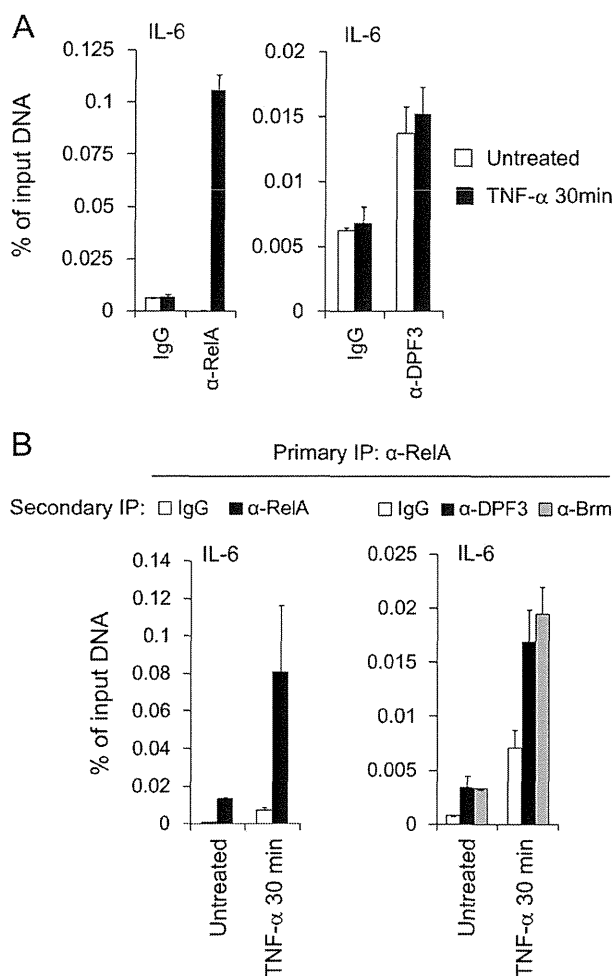 A
IL-6
IL-6
% of input DNA
0.125
0.1
0.075
0.05
0.025
0
IgG
α-RelA
0.02
0.015
0.01
0.005
0
IgG
α-DPF3
Untreated
TNF-α 30min
B
Primary IP: α-RelA
Secondary IP: IgG α-RelA IgG α-DPF3 α-Brm
IL-6
IL-6
% of input DNA
0.14
0.12
0.1
0.08
0.06
0.04
0.02
0
Untreated
TNF-α 30 min
0.025
0.02
0.015
0.01
0.005
0
Untreated
TNF-α 30 min